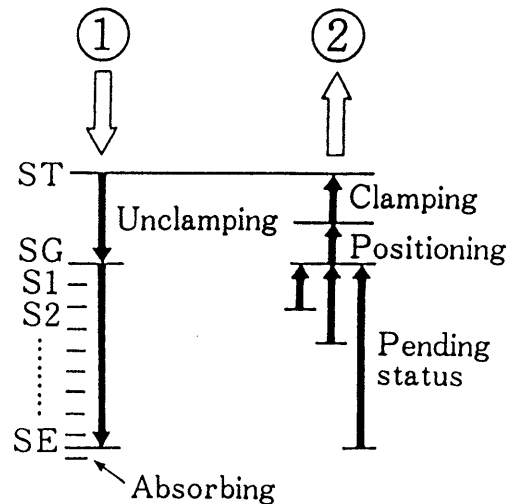 ① ②
ST
Clamping
Unclamping
SG
Positioning
S1
S2
Pending
status
SE
Absorbing